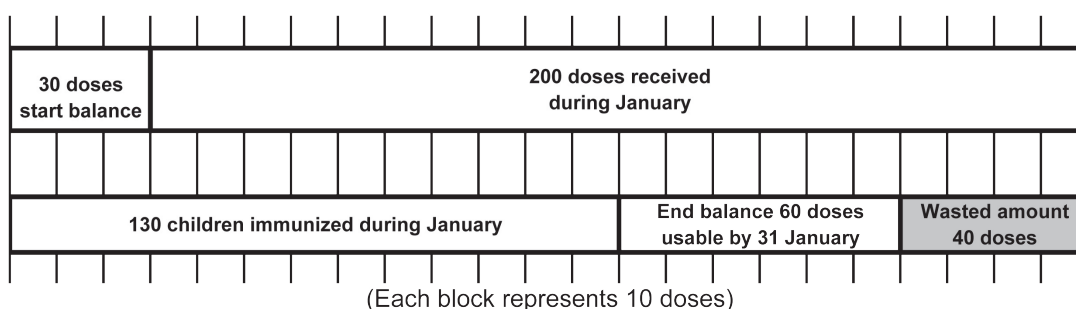 30 doses
start balance
200 doses received
during January
130 children immunized during January
End balance 60 doses
usable by 31 January
Wasted amount
40 doses
(Each block represents 10 doses)